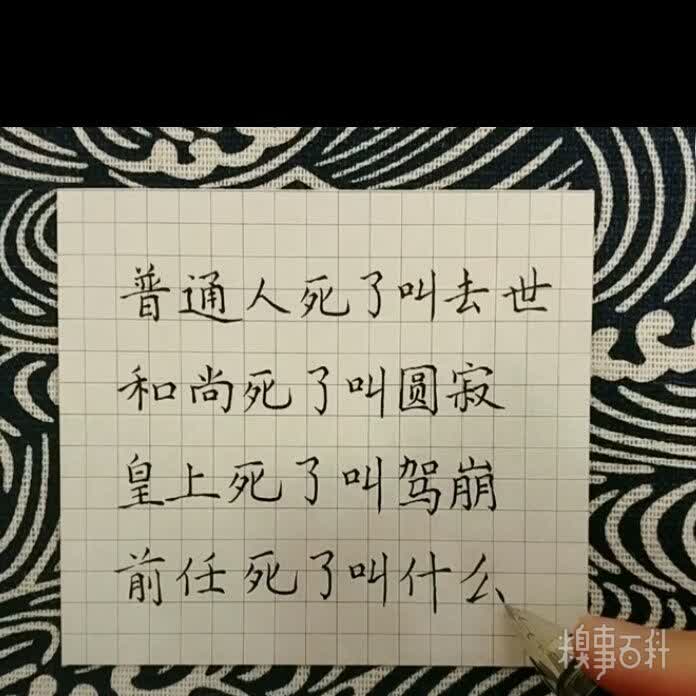 普通人死了叫去世
和尚死了叫圆寂
皇上死了叫驾崩
前任死了叫什么
糗事百科